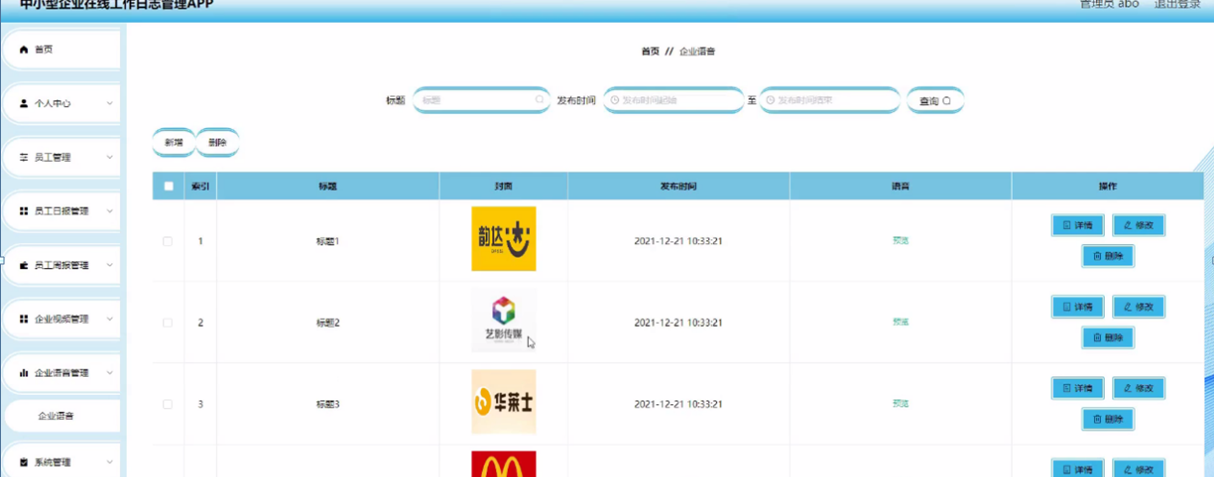 中小型企业在线工作日志管理APP
管理员 abo 退出登录
首页
个人中心
员工管理
员工日报管理
员工周报管理
企业视频管理
企业语音管理
企业语音
系统管理
首页 // 企业语音
标题 标题 发布时间 发布时间起始 至 发布时间结束 查询
新增 删除
索引 标题 封面 发布时间 语音 操作
1 标题1 韵达 2021-12-21 10:33:21 预览 详情 修改
删除
2 标题2 艺影传媒 2021-12-21 10:33:21 预览 详情 修改
删除
3 标题3 华莱士 2021-12-21 10:33:21 预览 详情 修改
删除
详情 修改